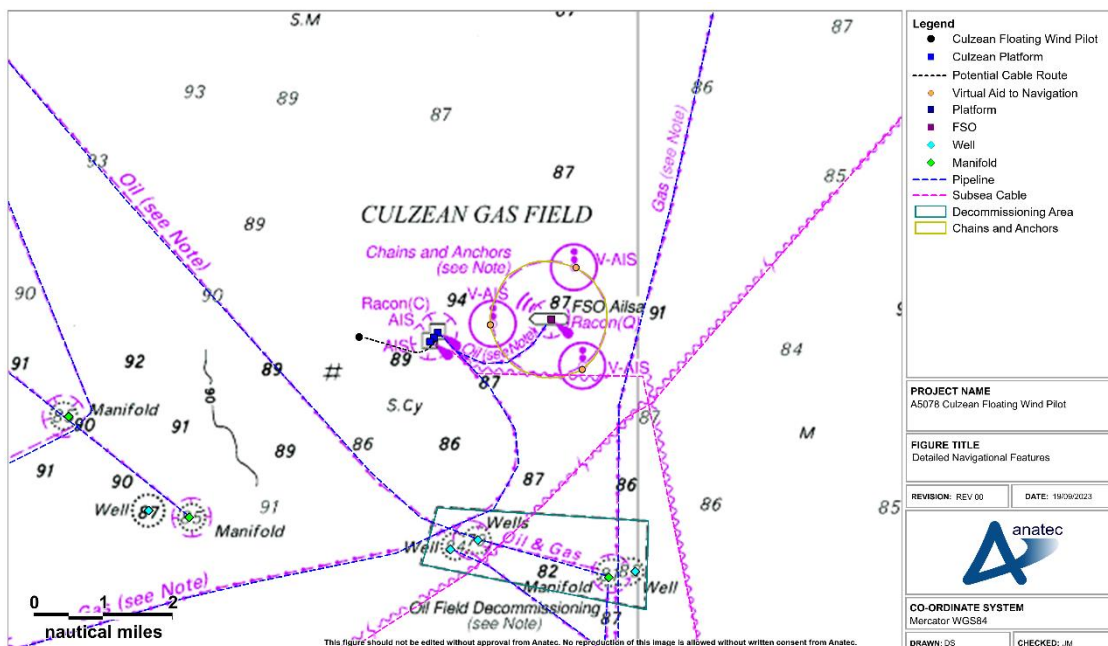 S.M
87
87
93
89
87
86
93
87
85
Oil (see Note)
Gas (see Note)
CULZEAN GAS FIELD
89
Chains and Anchors
(see Note)
V-AIS
90
90
94
V-AIS
87
FSO Ailsa
91
Racon(C)
AIS
Racon(Q)
AIS
Oil (see Note)
89
84
91
92
89
#
87
V-AIS
Manifold
90
90
S.Cy
87
91
86
86
M
91
89
90
87
86
86
85
Well
87
91
Manifold
Wells
Well
84
Oil & Gas
82
Manifold
Well
Gas (see Note)
Oil Field Decommissioning
(see Note)
87
0 1 2
nautical miles
This figure should not be edited without approval from Anatec. No reproduction of this image is allowed without written consent from Anatec.
Legend
Culzean Floating Wind Pilot
Culzean Platform
Potential Cable Route
Virtual Aid to Navigation
Platform
FSO
Well
Manifold
Pipeline
Subsea Cable
Decommissioning Area
Chains and Anchors
PROJECT NAME
A5078 Culzean Floating Wind Pilot
FIGURE TITLE
Detailed Navigational Features
REVISION: REV 00 DATE: 19/09/2023
anatec
CO-ORDINATE SYSTEM
Mercator WGS84
DRAWN: DS CHECKED: JM